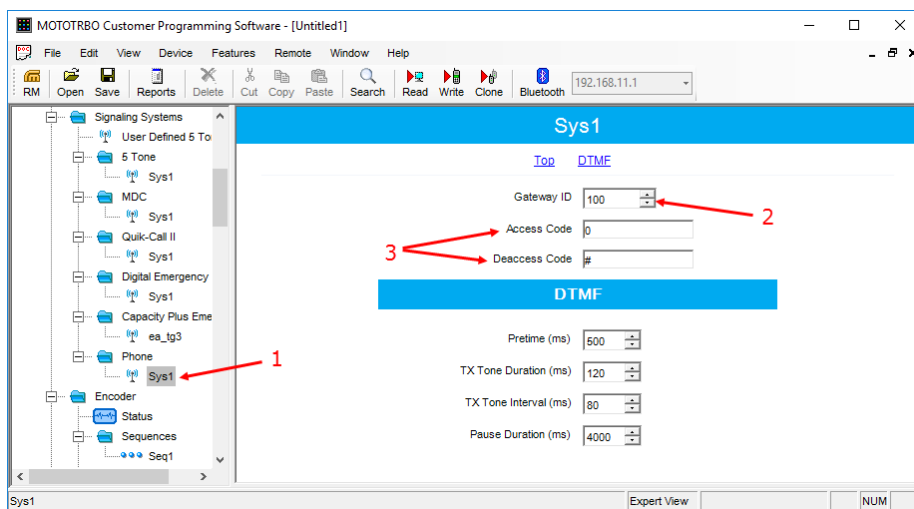 MOTOTRBO Customer Programming Software - [Untitled1]
File Edit View Device Features Remote Window Help
RM Open Save Reports Delete Cut Copy Paste Search Read Write Clone Bluetooth 192.168.11.1
Signaling Systems
User Defined 5 To
5 Tone
Sys1
MDC
Sys1
Quik-Call II
Sys1
Digital Emergency
Sys1
Capacity Plus Eme
ea_tg3
Phone
Sys1
Encoder
Status
Sequences
Seq1
1
Sys1
Top DTMF
Gateway ID 100
2
Access Code 0
3
Deaccess Code #
DTMF
Pretime (ms) 500
TX Tone Duration (ms) 120
TX Tone Interval (ms) 80
Pause Duration (ms) 4000
Sys1 Expert View NUM